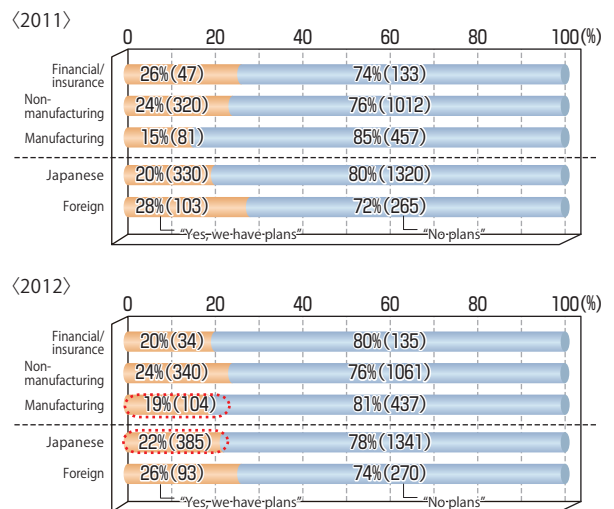 〈2011〉
0 20 40 60 80 100(%)
Financial/
insurance
26%(47) 74%(133)
Non-
manufacturing
24%(320) 76%(1012)
Manufacturing 15%(81) 85%(457)
Japanese 20%(330) 80%(1320)
Foreign 28%(103) 72%(265)
“Yes, we have plans” “No plans”
〈2012〉
0 20 40 60 80 100(%)
Financial/
insurance
20%(34) 80%(135)
Non-
manufacturing
24%(340) 76%(1061)
Manufacturing 19%(104) 81%(437)
Japanese 22%(385) 78%(1341)
Foreign 26%(93) 74%(270)
“Yes, we have plans” “No plans”